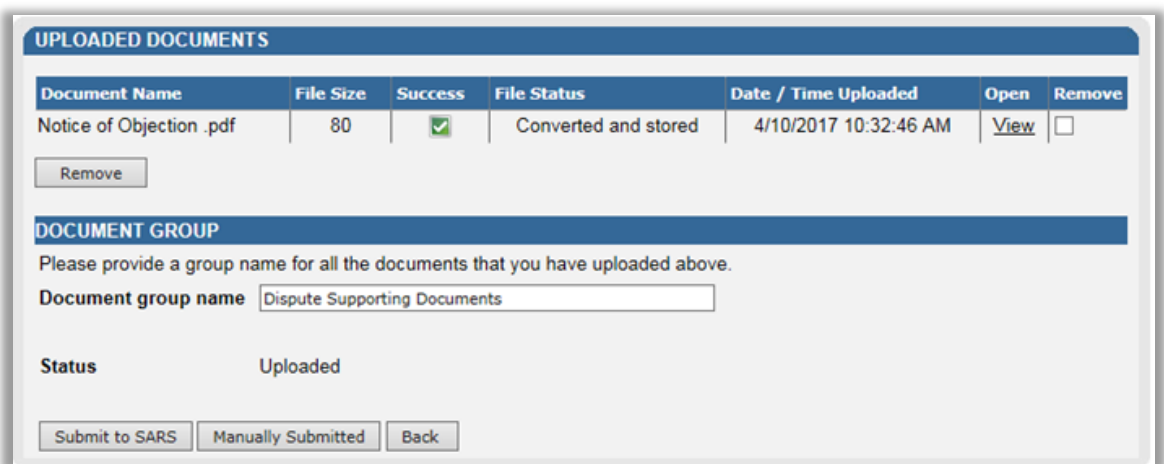 UPLOADED DOCUMENTS
Document Name File Size Success File Status Date / Time Uploaded Open Remove
Notice of Objection .pdf 80 Converted and stored 4/10/2017 10:32:46 AM View
Remove
DOCUMENT GROUP
Please provide a group name for all the documents that you have uploaded above.
Document group name Dispute Supporting Documents
Status Uploaded
Submit to SARS Manually Submitted Back